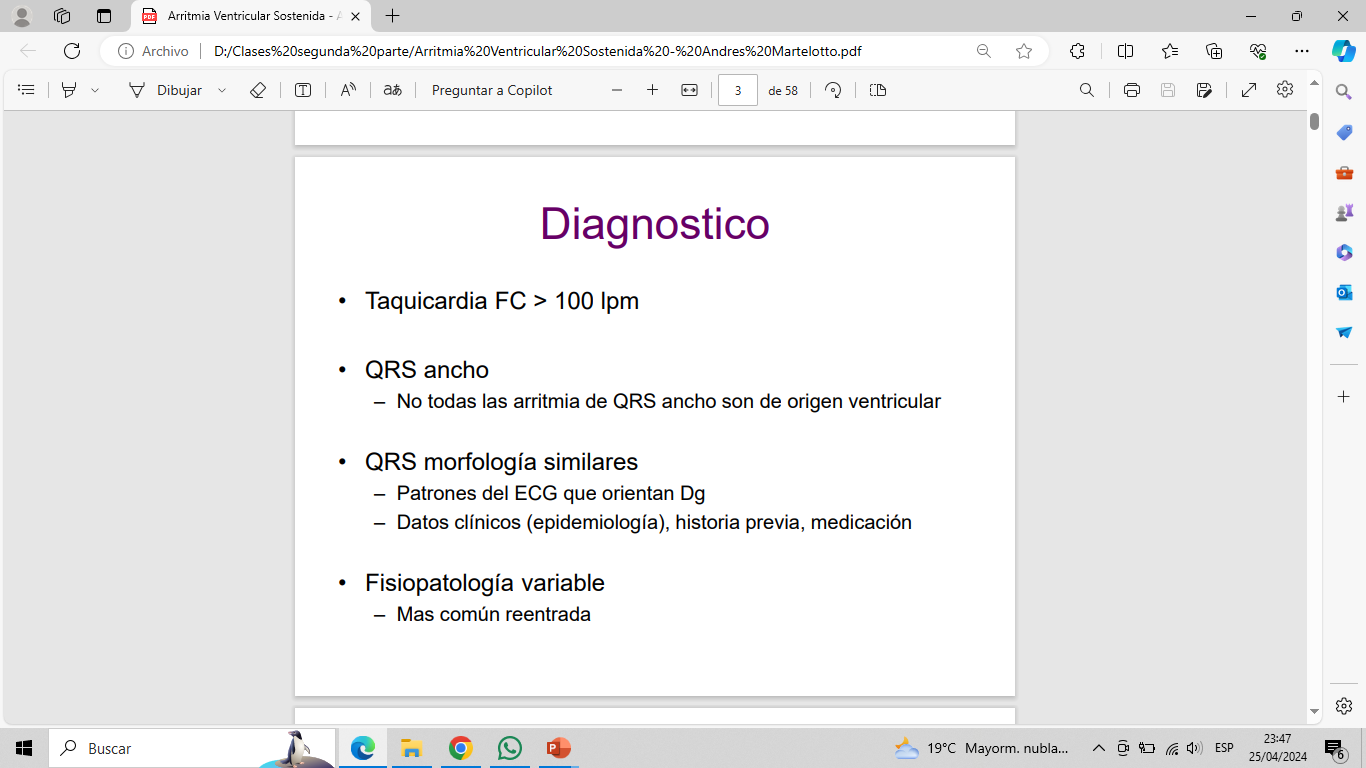 Arritmia Ventricular Sostenida - A
Archivo
D:/Clases%20segunda%20parte/Arritmia%20Ventricular%20Sostenida%20-%20Andres%20Martelotto.pdf
Dibujar
Preguntar a Copilot
3
de 58
Diagnostico
• Taquicardia FC > 100 lpm
• QRS ancho
– No todas las arritmia de QRS ancho son de origen ventricular
• QRS morfología similares
– Patrones del ECG que orientan Dg
– Datos clínicos (epidemiología), historia previa, medicación
• Fisiopatología variable
– Mas común reentrada
Buscar
19°C Mayorm. nubla...
ESP
23:47
25/04/2024
6